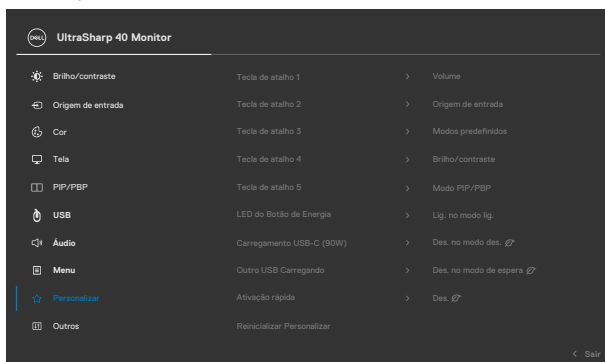 DELL UltraSharp 40 Monitor
Brilho/contraste Tecla de atalho 1 > Volume
Origem de entrada Tecla de atalho 2 > Origem de entrada
Cor Tecla de atalho 3 > Modos predefinidos
Tela Tecla de atalho 4 > Brilho/contraste
PIP/PBP Tecla de atalho 5 > Modo PIP/PBP
USB LED do Botão de Energia > Lig. no modo lig.
Áudio Carregamento USB-C (90W) > Des. no modo des.
Menu Outro USB Carregando > Des. no modo de espera
Personalizar Ativação rápida > Des.
Outros Reinicializar Personalizar
< Sair